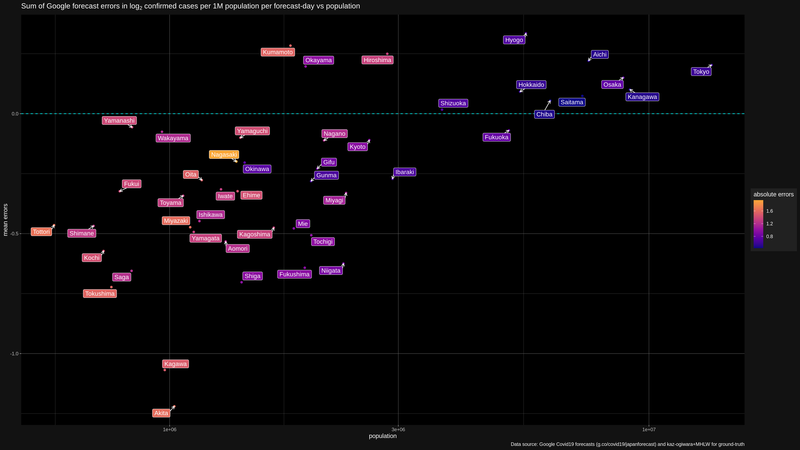 Sum of Google forecast errors in log2 confirmed cases per 1M population per forecast-day vs population
Hyogo
Kumamoto
Aichi
Okayama
Hiroshima
Tokyo
Hokkaido
Osaka
Kanagawa
Shizuoka
Saitama
0.0
Chiba
Yamanashi
Yamaguchi
Nagano
Wakayama
Fukuoka
Kyoto
Nagasaki
Gifu
Okinawa
Oita
Gunma
Ibaraki
Fukui
Iwate
Ehime
Toyama
Miyagi
mean errors
Ishikawa
Miyazaki
Mie
Tottori
Shimane
-0.5
Yamagata
Kagoshima
Tochigi
Aomori
Kochi
Saga
Shiga
Fukushima
Niigata
Tokushima
-1.0
Kagawa
Akita
absolute errors
1.6
1.2
0.8
1e+06
3e+06
1e+07
population
Data source: Google Covid19 forecasts (g.co/covid19/japanforecast) and kaz-ogiwara+MHLW for ground-truth